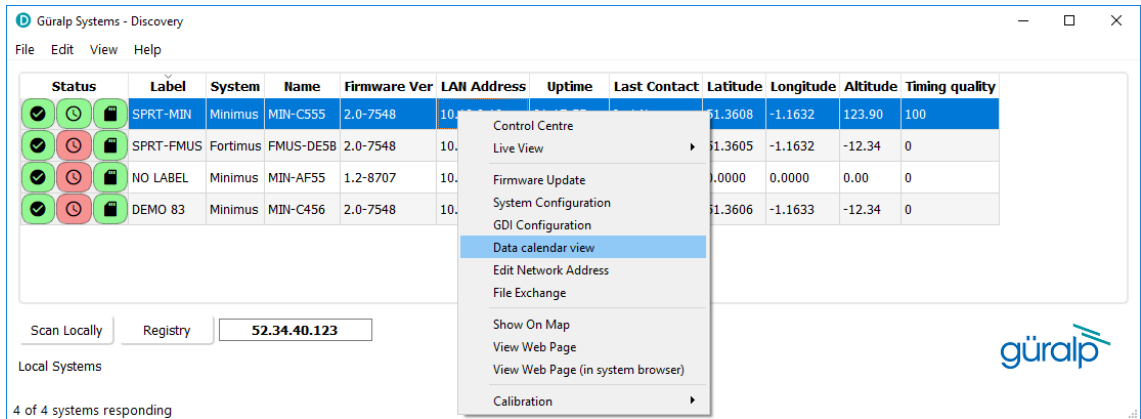 Güralp Systems - Discovery
File Edit View Help
Status Label System Name Firmware Ver LAN Address Uptime Last Contact Latitude Longitude Altitude Timing quality
SPRT-MIN Minimus MIN-C555 2.0-7548 10. 51.3608 -1.1632 123.90 100
SPRT-FMUS Fortimus FMUS-DE5B 2.0-7548 10. 51.3605 -1.1632 -12.34 0
NO LABEL Minimus MIN-AF55 1.2-8707 10. 0.0000 0.0000 0.00 0
DEMO 83 Minimus MIN-C456 2.0-7548 10. 51.3606 -1.1633 -12.34 0
Control Centre
Live View
Firmware Update
System Configuration
GDI Configuration
Data calendar view
Edit Network Address
File Exchange
Show On Map
View Web Page
View Web Page (in system browser)
Calibration
Scan Locally Registry 52.34.40.123
Local Systems
4 of 4 systems responding
güralp